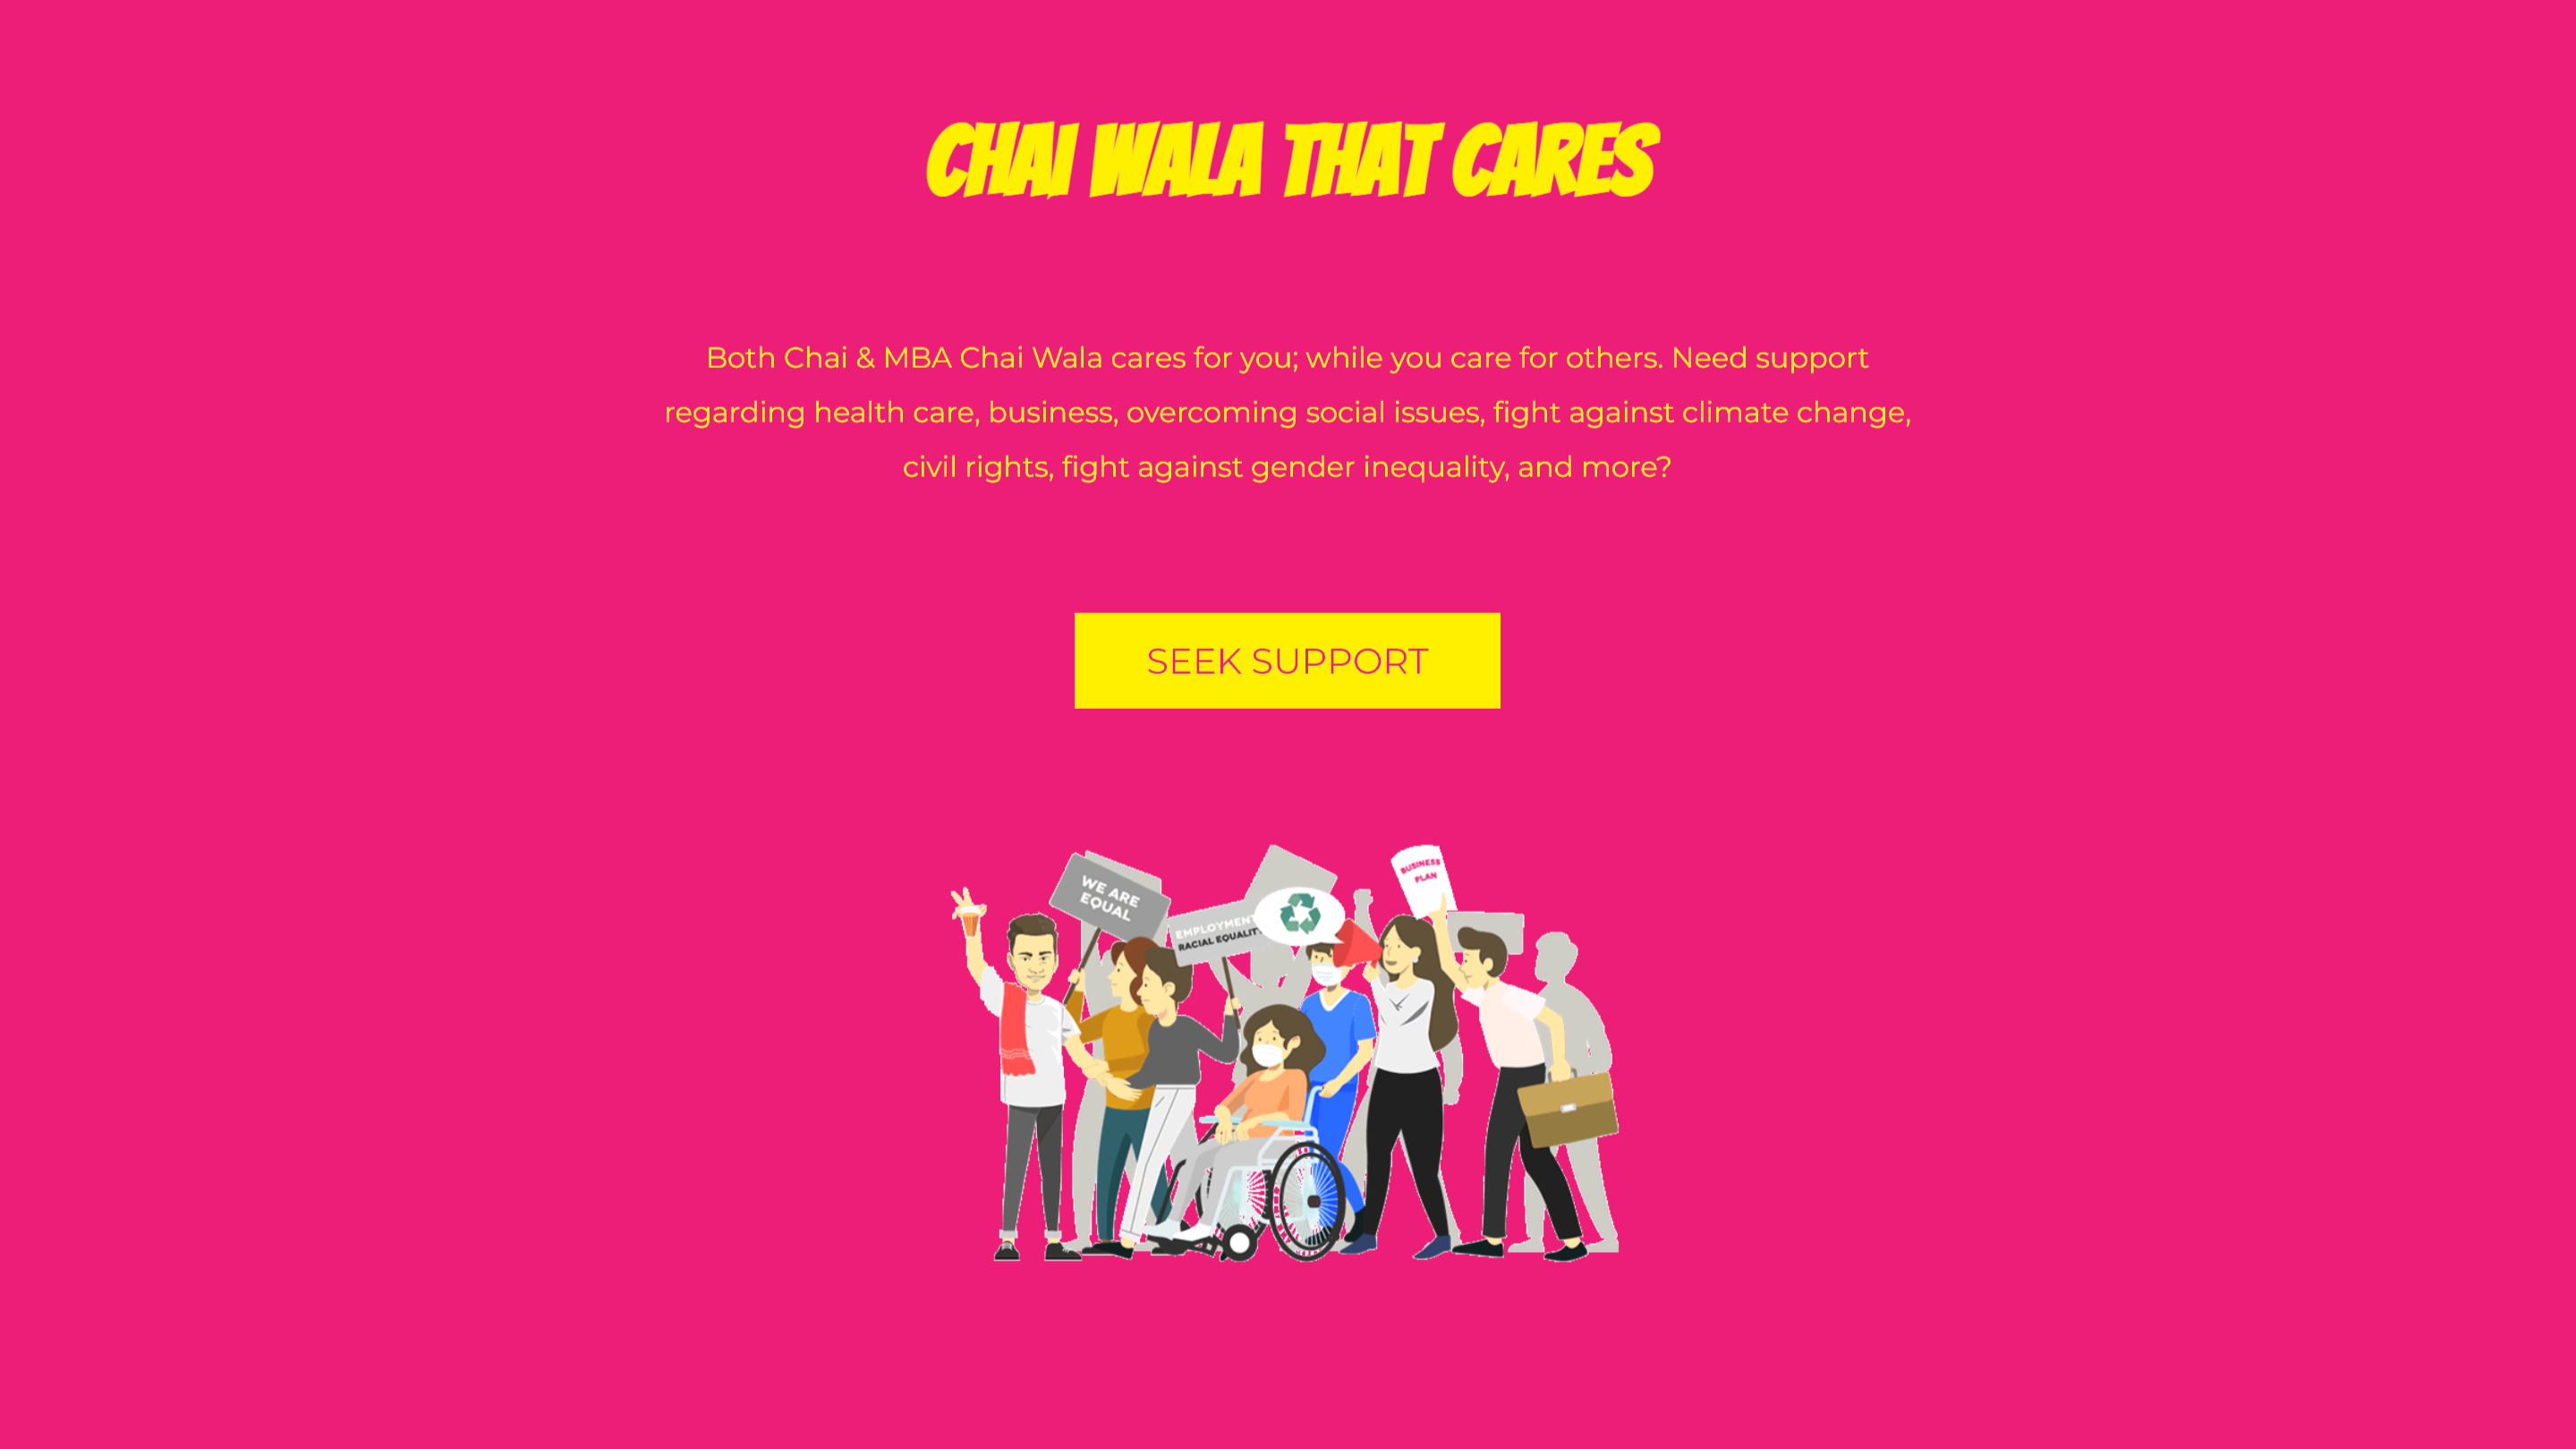 CHAI WALA THAT CARES
Both Chai & MBA Chai Wala cares for you; while you care for others. Need support
regarding health care, business, overcoming social issues, fight against climate change,
civil rights, fight against gender inequality, and more?
SEEK SUPPORT
WE ARE
EQUAL
EMPLOYMENT
RACIAL EQUALITY
BUSINESS
PLAN